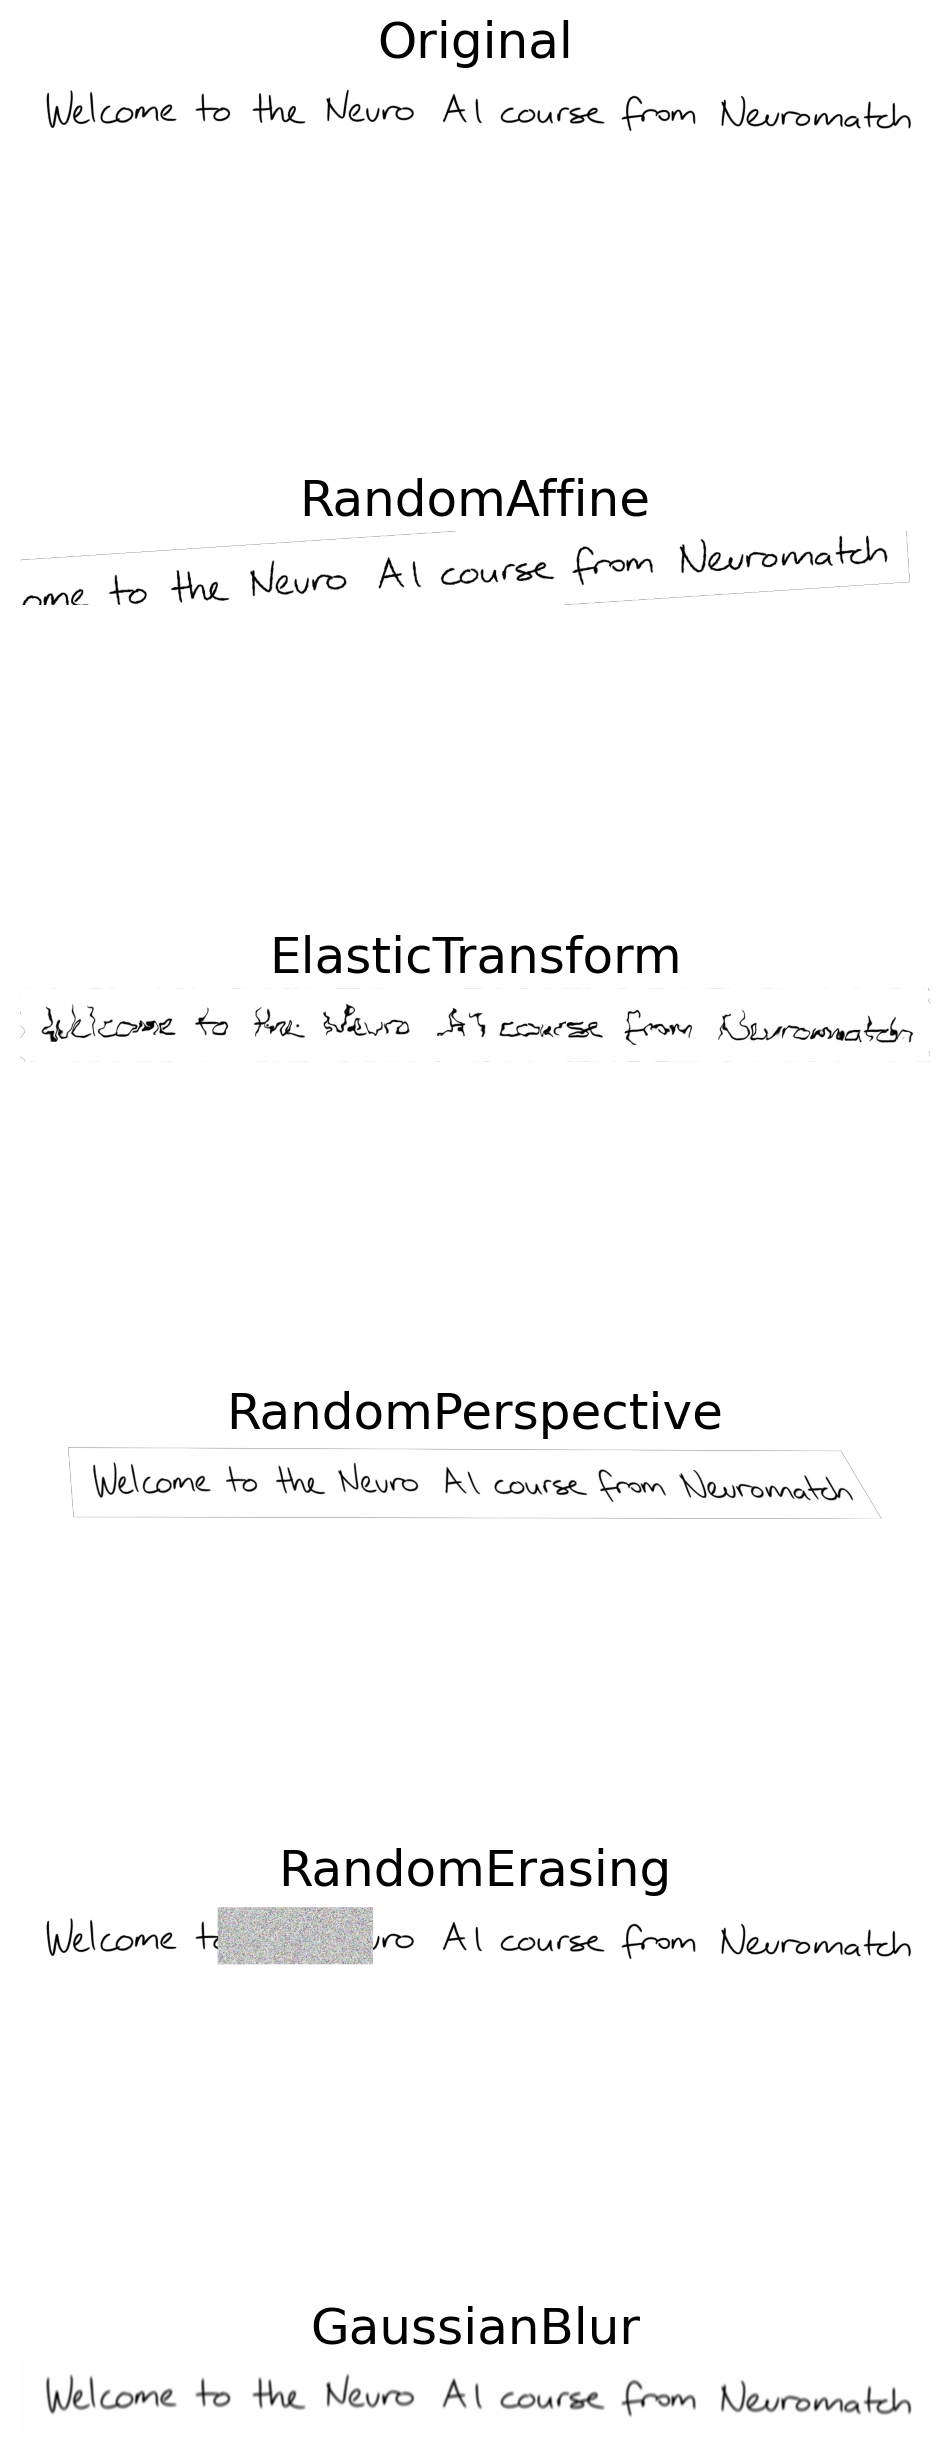 Original
Welcome to the Neuro AI course from Neuromatch
RandomAffine
ome to the Neuro AI course from Neuromatch
ElasticTransform
Welcome to the Neuro AI course from Neuromatch
RandomPerspective
Welcome to the Neuro AI course from Neuromatch
RandomErasing
Welcome to uro AI course from Neuromatch
GaussianBlur
Welcome to the Neuro AI course from Neuromatch